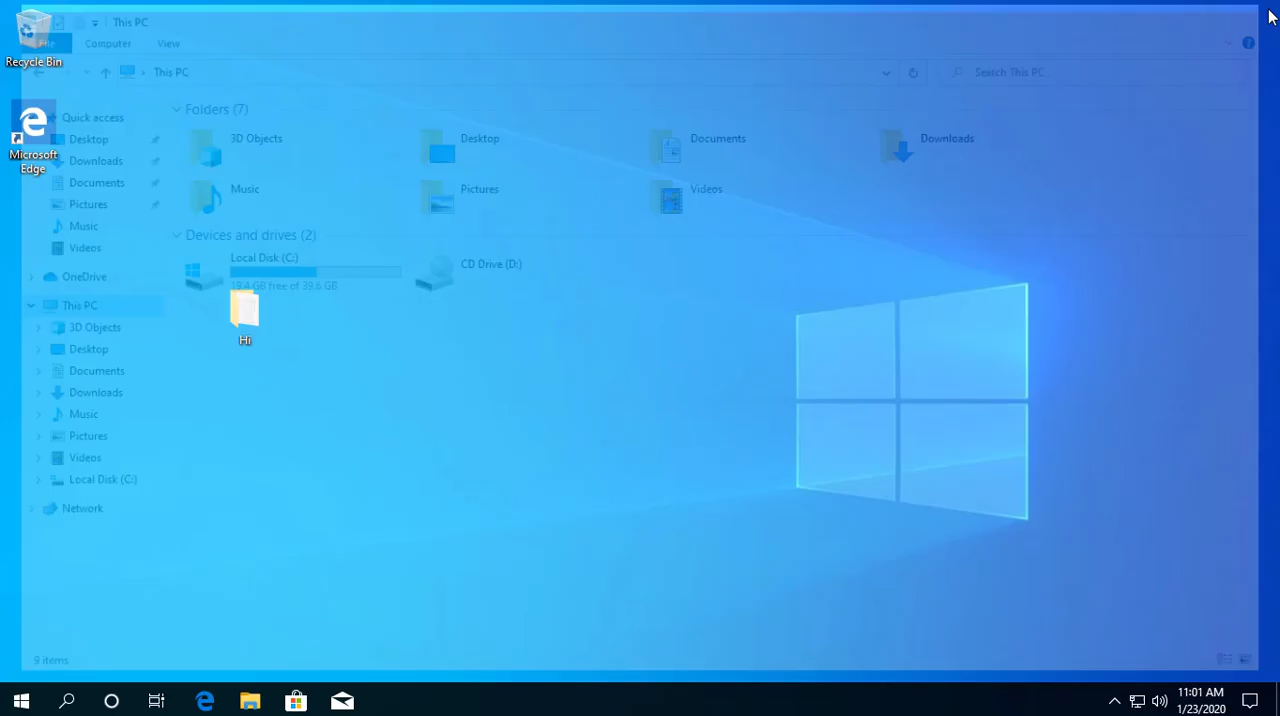 This PC
Recycle Bin
File
Computer
View
This PC
Search This PC
Microsoft
Edge
Quick access
Desktop
Downloads
Documents
Pictures
Music
Videos
OneDrive
This PC
3D Objects
Desktop
Documents
Downloads
Music
Pictures
Videos
Local Disk (C:)
Network
Folders (7)
3D Objects
Desktop
Documents
Downloads
Music
Pictures
Videos
Devices and drives (2)
Local Disk (C:)
19.4 GB free of 39.6 GB
CD Drive (D:)
Hi
9 items
11:01 AM
1/23/2020